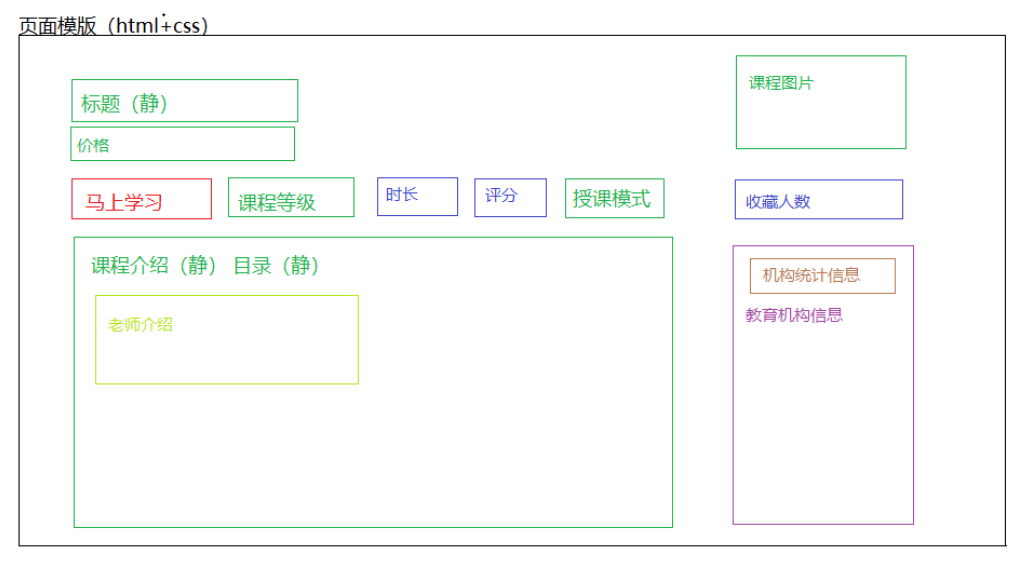 页面模版（html+css）
标题（静）
课程图片
价格
马上学习
课程等级
时长
评分
授课模式
收藏人数
课程介绍（静） 目录（静）
机构统计信息
老师介绍
教育机构信息